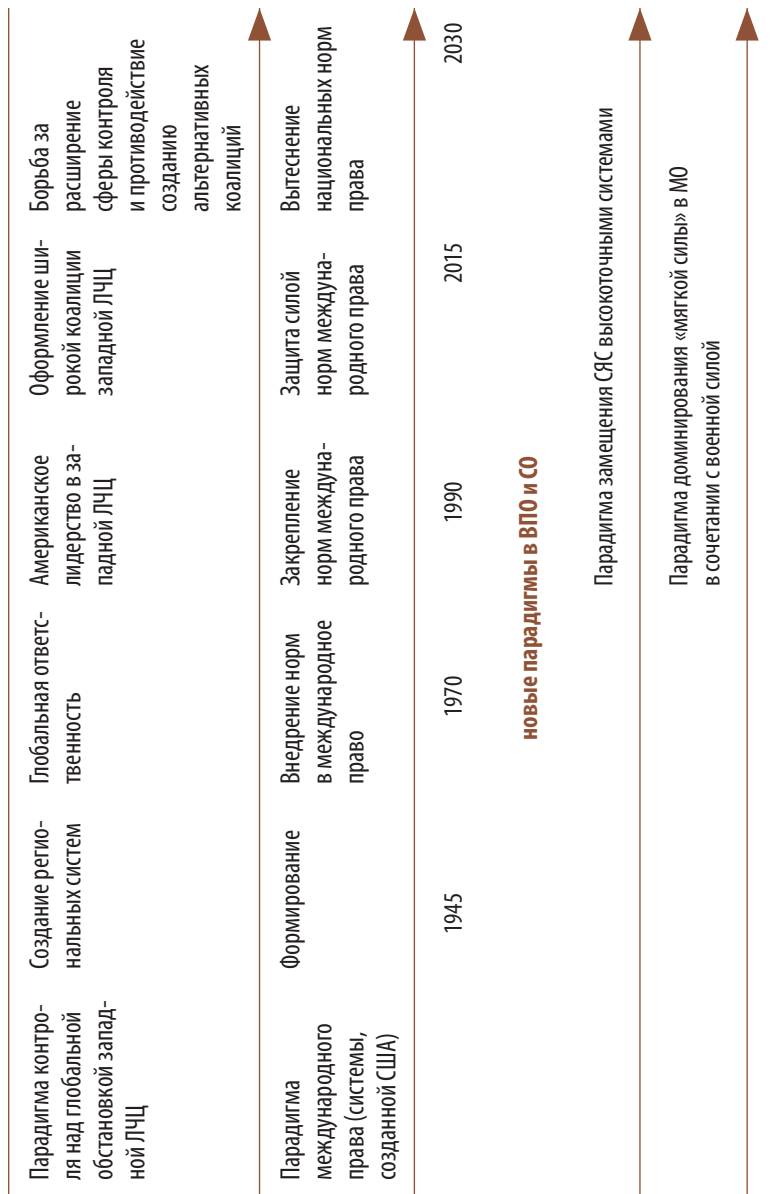 Парадигма контро-
ля над глобальной
обстановкой запад-
ной ЛЧЦ
Создание регио-
нальных систем
Глобальная ответс-
твенность
Американское
лидерство в за-
падной ЛЧЦ
Оформление ши-
рокой коалиции
западной ЛЧЦ
Борьба за
расширение
сферы контроля
и противодействие
созданию
альтернативных
коалиций
Парадигма
международного
права (системы,
созданной США)
Формирование
Внедрение норм
в международное
право
Закрепление
норм междуна-
родного права
Защита силой
норм междуна-
родного права
Вытеснение
национальных норм
права
1945
1970
1990
2015
2030
новые парадигмы в ВПО и СО
Парадигма замещения СЯС высокоточными системами
Парадигма доминирования «мягкой силы» в МО
в сочетании с военной силой